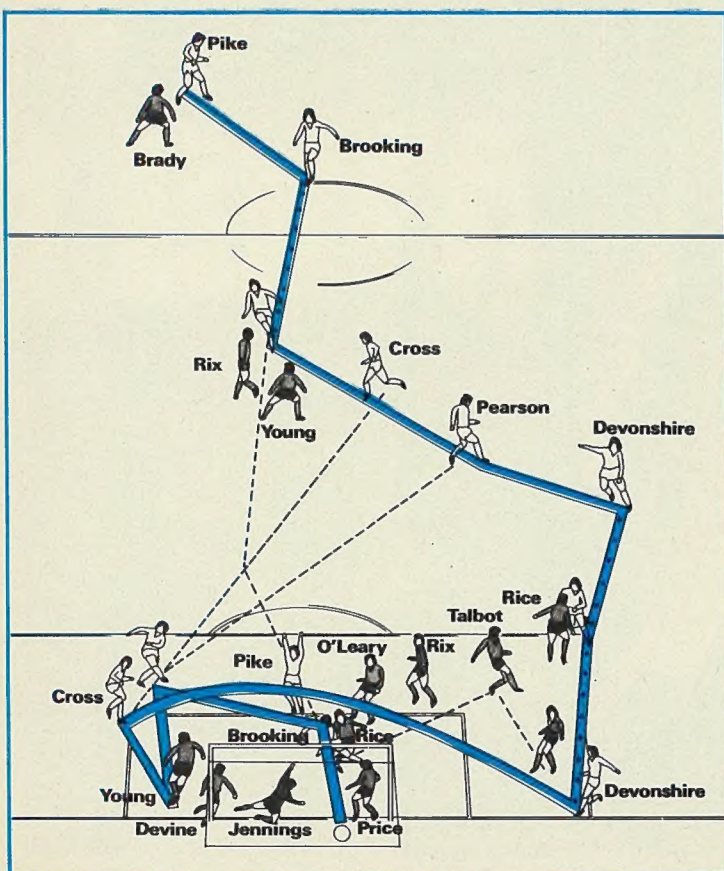 Pike
Brady
Brooking
Rix
Young
Cross
Pearson
Devonshire
Rice
Talbot
Rix
O'Leary
Pike
Cross
Brooking
Rice
Young
Devine
Jennings
Price
Devonshire